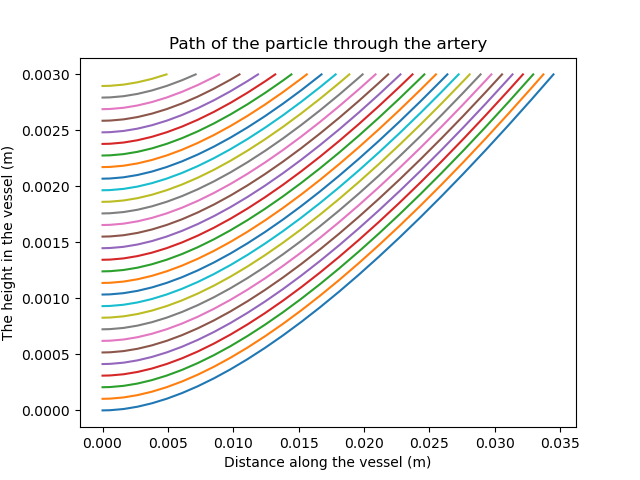 Path of the particle through the artery
The height in the vessel (m)
0.0030
0.0025
0.0020
0.0015
0.0010
0.0005
0.0000
0.000 0.005 0.010 0.015 0.020 0.025 0.030 0.035
Distance along the vessel (m)